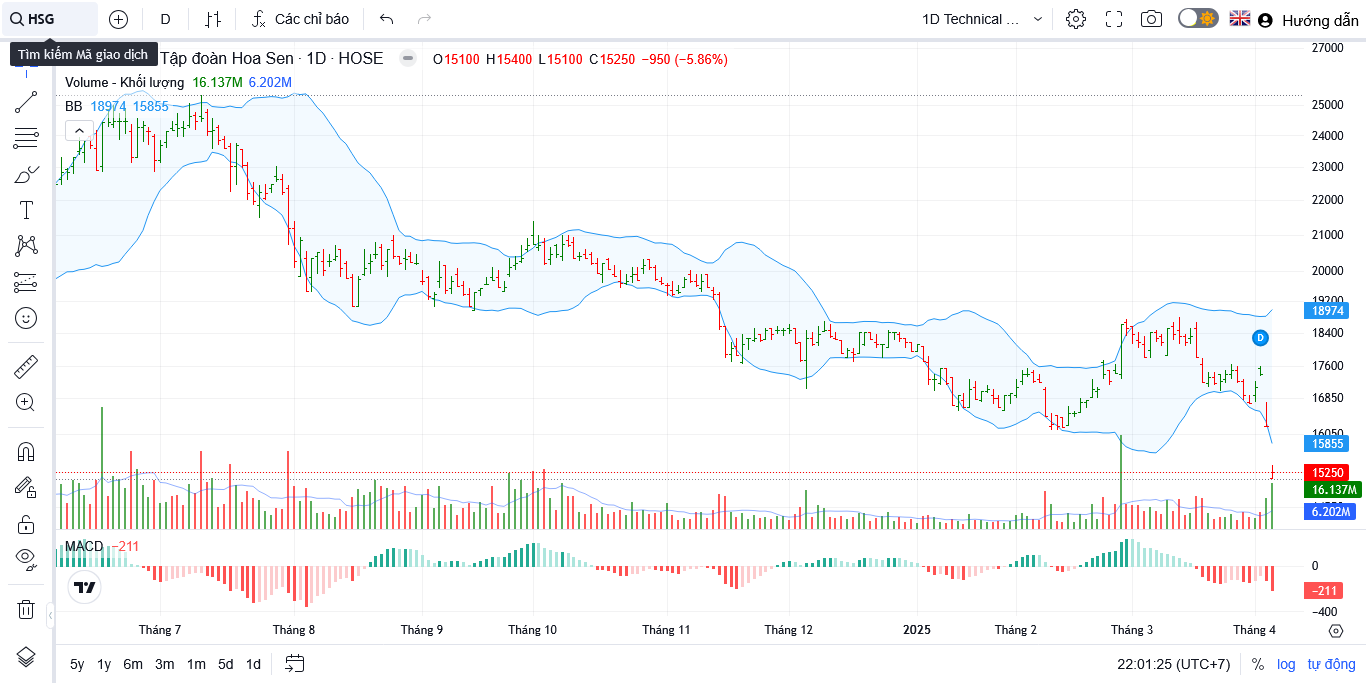 HSG
D
Các chỉ báo
1D Technical ...
Hướng dẫn
Tìm kiếm Mã giao dịch
Tập đoàn Hoa Sen · 1D · HOSE
O15100 H15400 L15100 C15250 −950 (−5.86%)
Volume - Khối lượng 16.137M 6.202M
BB 18974 15855
27000
25000
24000
23000
22000
21000
20000
19200
18974
18400
17600
16850
16050
15855
15250
16.137M
6.202M
D
MACD −211
0
−211
−400
Tháng 7
Tháng 8
Tháng 9
Tháng 10
Tháng 11
Tháng 12
2025
Tháng 2
Tháng 3
Tháng 4
5y 1y 6m 3m 1m 5d 1d
22:01:25 (UTC+7)
% log tự động